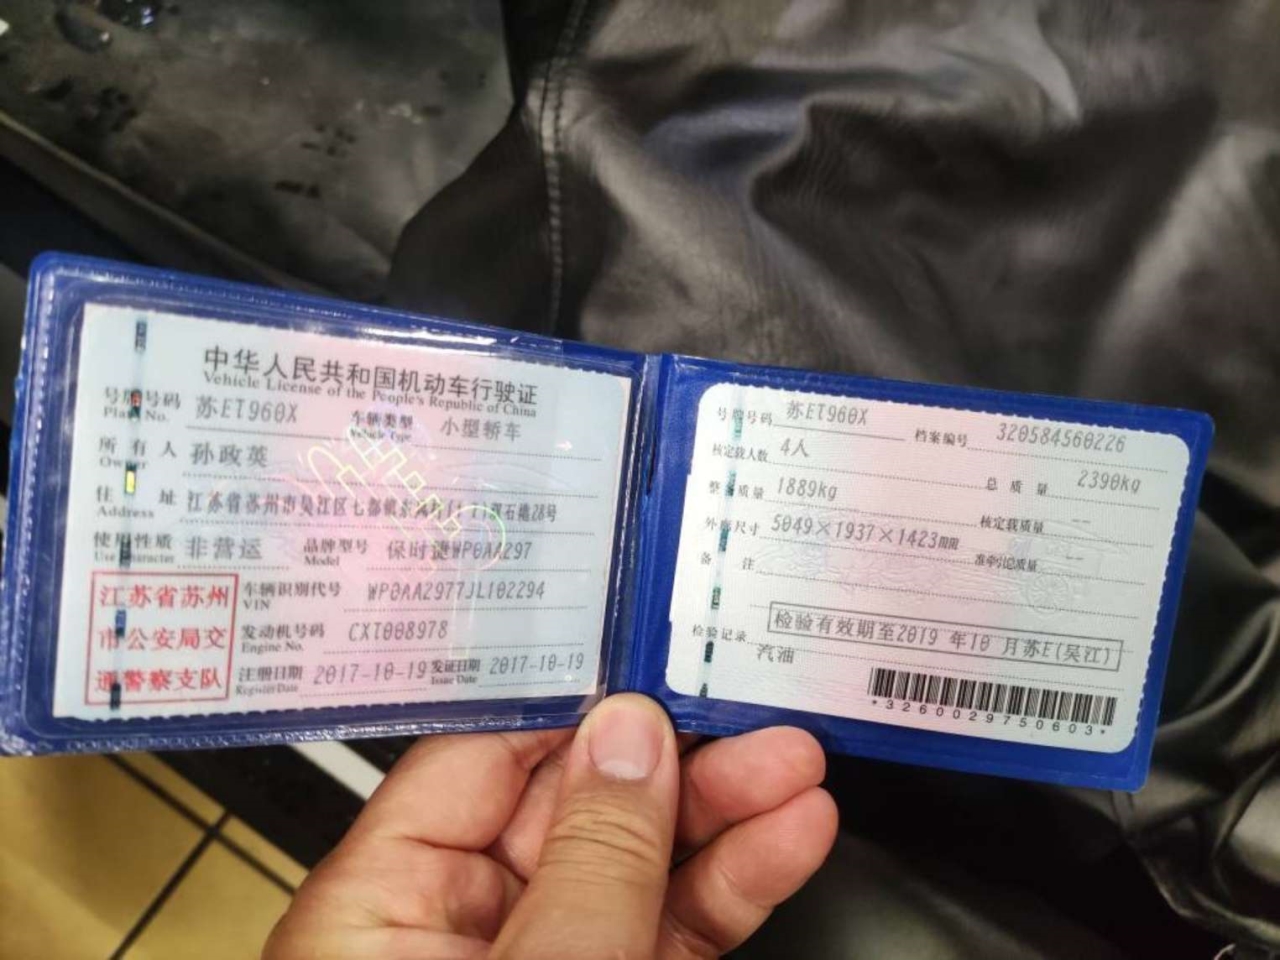 中华人民共和国机动车行驶证
Vehicle License of the People's Republic of China
号牌号码 苏ET960X 车辆类型 小型轿车
Plate No. Vehicle Type
所有人 孙政英
Owner
住址 江苏省苏州市吴江区七都镇
Address 石桥28号
使用性质 非营运 品牌型号 保时捷WP0AA297
Use Character Model
江苏省苏州
市公安局交
通警察支队
车辆识别代号 WP0AA2977JL102294
VIN
发动机号码 CXT008978
Engine No.
注册日期 2017-10-19 发证日期 2017-10-19
Register Date Issue Date
号牌号码 苏ET960X 档案编号 320584560226
核定载人数 4人 总质量 2390kg
整备质量 1889kg 核定载质量 --
外廓尺寸 5049×1937×1423 准牵引总质量 --
备注
检验有效期至2019 年10 月苏E(吴江)
检验记录
汽油
*3260029750603*